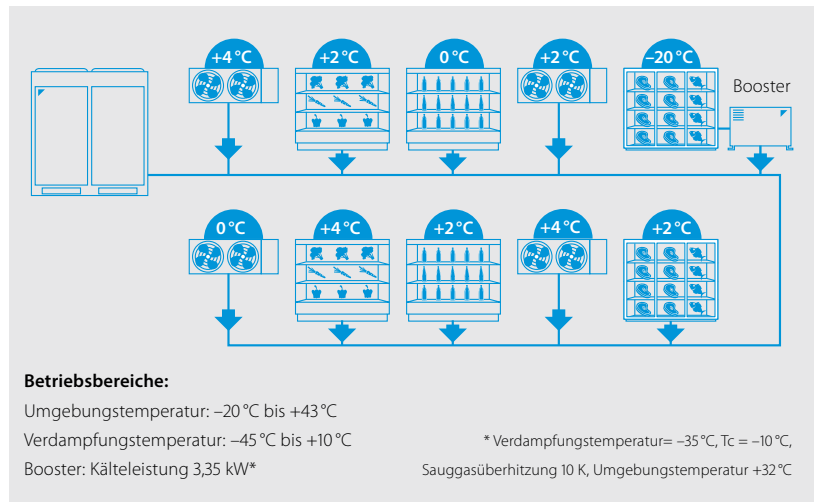 +4 °C +2 °C 0 °C +2 °C –20 °C
Booster
0 °C +4 °C +2 °C +4 °C +2 °C
Betriebsbereiche:
Umgebungstemperatur: –20 °C bis +43 °C
Verdampfungstemperatur: –45 °C bis +10 °C
Booster: Kälteleistung 3,35 kW*
* Verdampfungstemperatur= –35 °C, Tc = –10 °C,
Sauggasüberhitzung 10 K, Umgebungstemperatur +32 °C